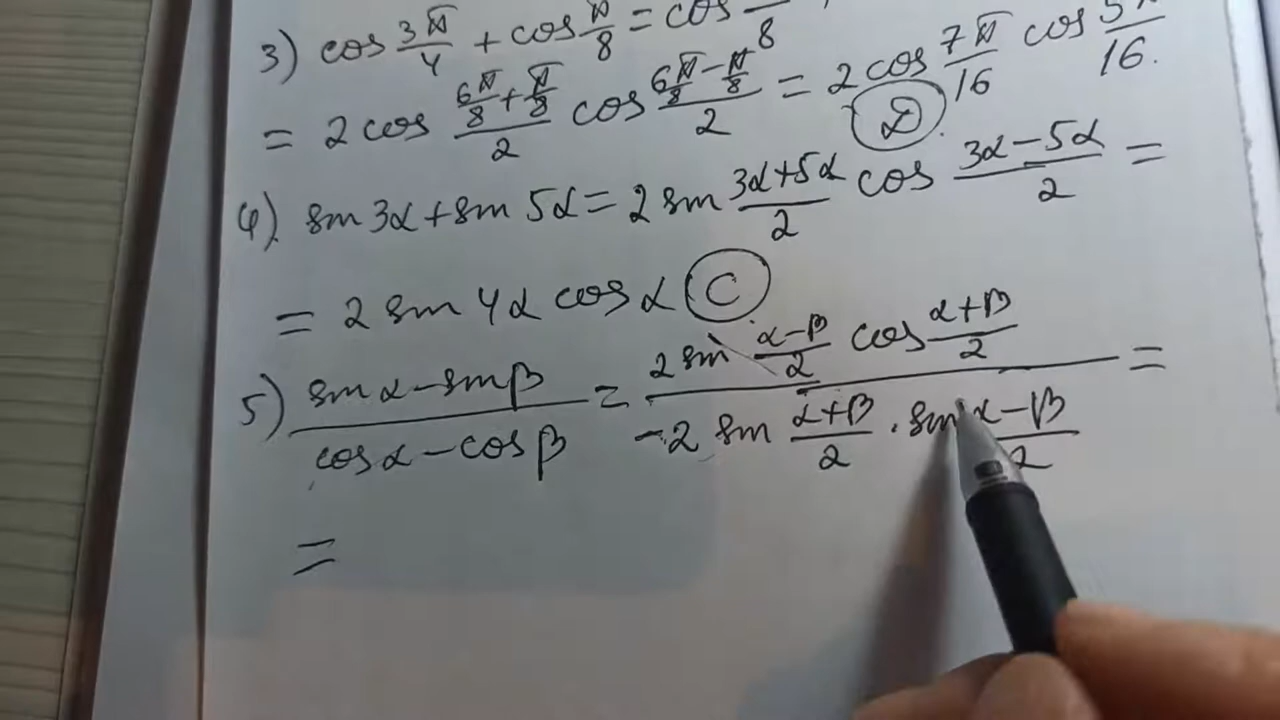 3) cos 3π/4 + cos π/8 = cos /8
= 2 cos (6π/8 + π/8)/2 cos (6π/8 − π/8)/2 = 2 cos 7π/16 cos 5π/16.
D
4). sin 3α + sin 5α = 2 sin (3α+5α)/2 cos (3α−5α)/2 =
= 2 sin 4α cos α C
5) (sin α − sin β)/(cos α − cos β) = (2 sin (α−β)/2 cos (α+β)/2)/(−2 sin (α+β)/2 · sin (α−β)/2) =
=